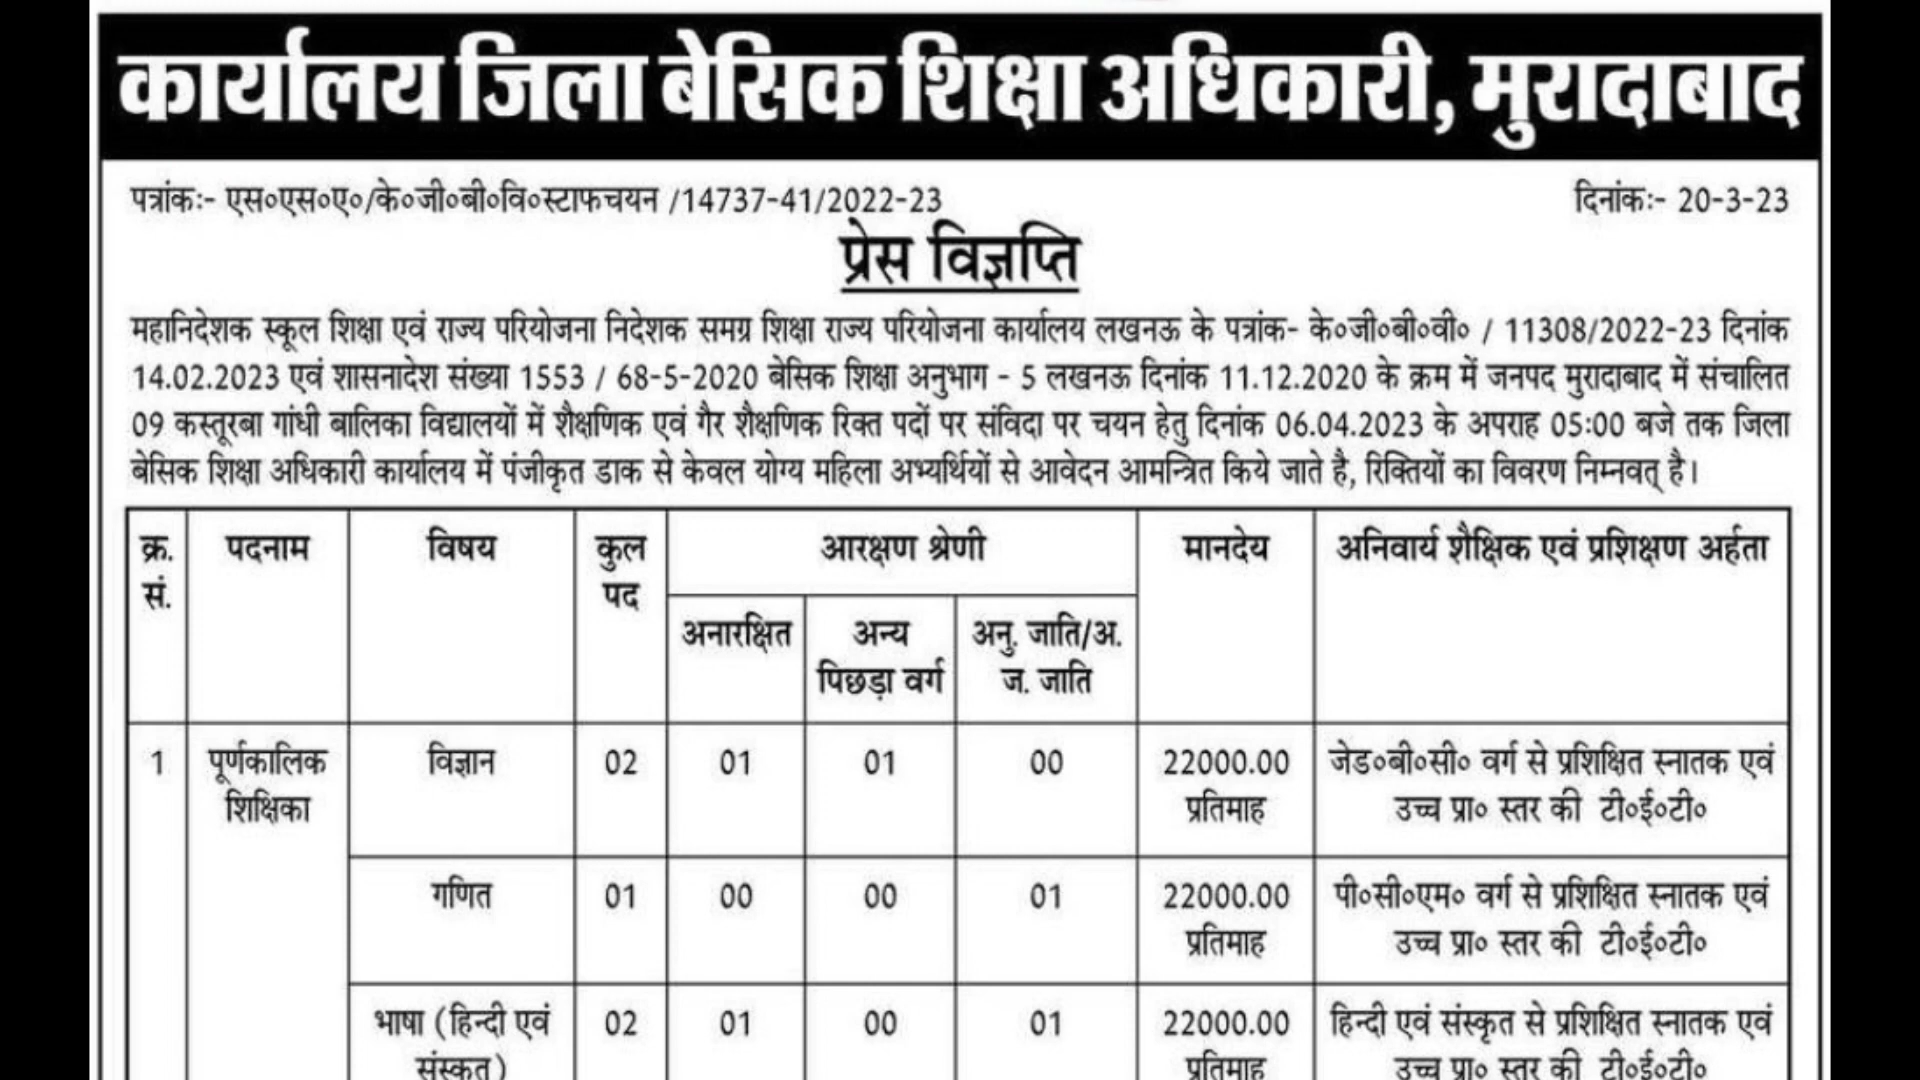 कार्यालय जिला बेसिक शिक्षा अधिकारी, मुरादाबाद
पत्रांकः- एस०एस०ए०/के०जी०बी०वि०स्टाफचयन /14737-41/2022-23 दिनांकः- 20-3-23
प्रेस विज्ञप्ति
महानिदेशक स्कूल शिक्षा एवं राज्य परियोजना निदेशक समग्र शिक्षा राज्य परियोजना कार्यालय लखनऊ के पत्रांक- के०जी०बी०वी० / 11308/2022-23 दिनांक
14.02.2023 एवं शासनादेश संख्या 1553 / 68-5-2020 बेसिक शिक्षा अनुभाग - 5 लखनऊ दिनांक 11.12.2020 के क्रम में जनपद मुरादाबाद में संचालित
09 कस्तूरबा गांधी बालिका विद्यालयों में शैक्षणिक एवं गैर शैक्षणिक रिक्त पदों पर संविदा पर चयन हेतु दिनांक 06.04.2023 के अपराह 05:00 बजे तक जिला
बेसिक शिक्षा अधिकारी कार्यालय में पंजीकृत डाक से केवल योग्य महिला अभ्यर्थियों से आवेदन आमन्त्रित किये जाते है, रिक्तियों का विवरण निम्नवत् है।
क्र. पदनाम विषय कुल आरक्षण श्रेणी मानदेय अनिवार्य शैक्षिक एवं प्रशिक्षण अर्हता
सं. पद
अनारक्षित अन्य अनु. जाति/अ.
पिछड़ा वर्ग ज. जाति
1 पूर्णकालिक विज्ञान 02 01 01 00 22000.00 जेड०बी०सी० वर्ग से प्रशिक्षित स्नातक एवं
शिक्षिका प्रतिमाह उच्च प्रा० स्तर की टी०ई०टी०
गणित 01 00 00 01 22000.00 पी०सी०एम० वर्ग से प्रशिक्षित स्नातक एवं
प्रतिमाह उच्च प्रा० स्तर की टी०ई०टी०
भाषा (हिन्दी एवं 02 01 00 01 22000.00 हिन्दी एवं संस्कृत से प्रशिक्षित स्नातक एवं
संस्कृत) प्रतिमाह उच्च प्रा० स्तर की टी०ई०टी०